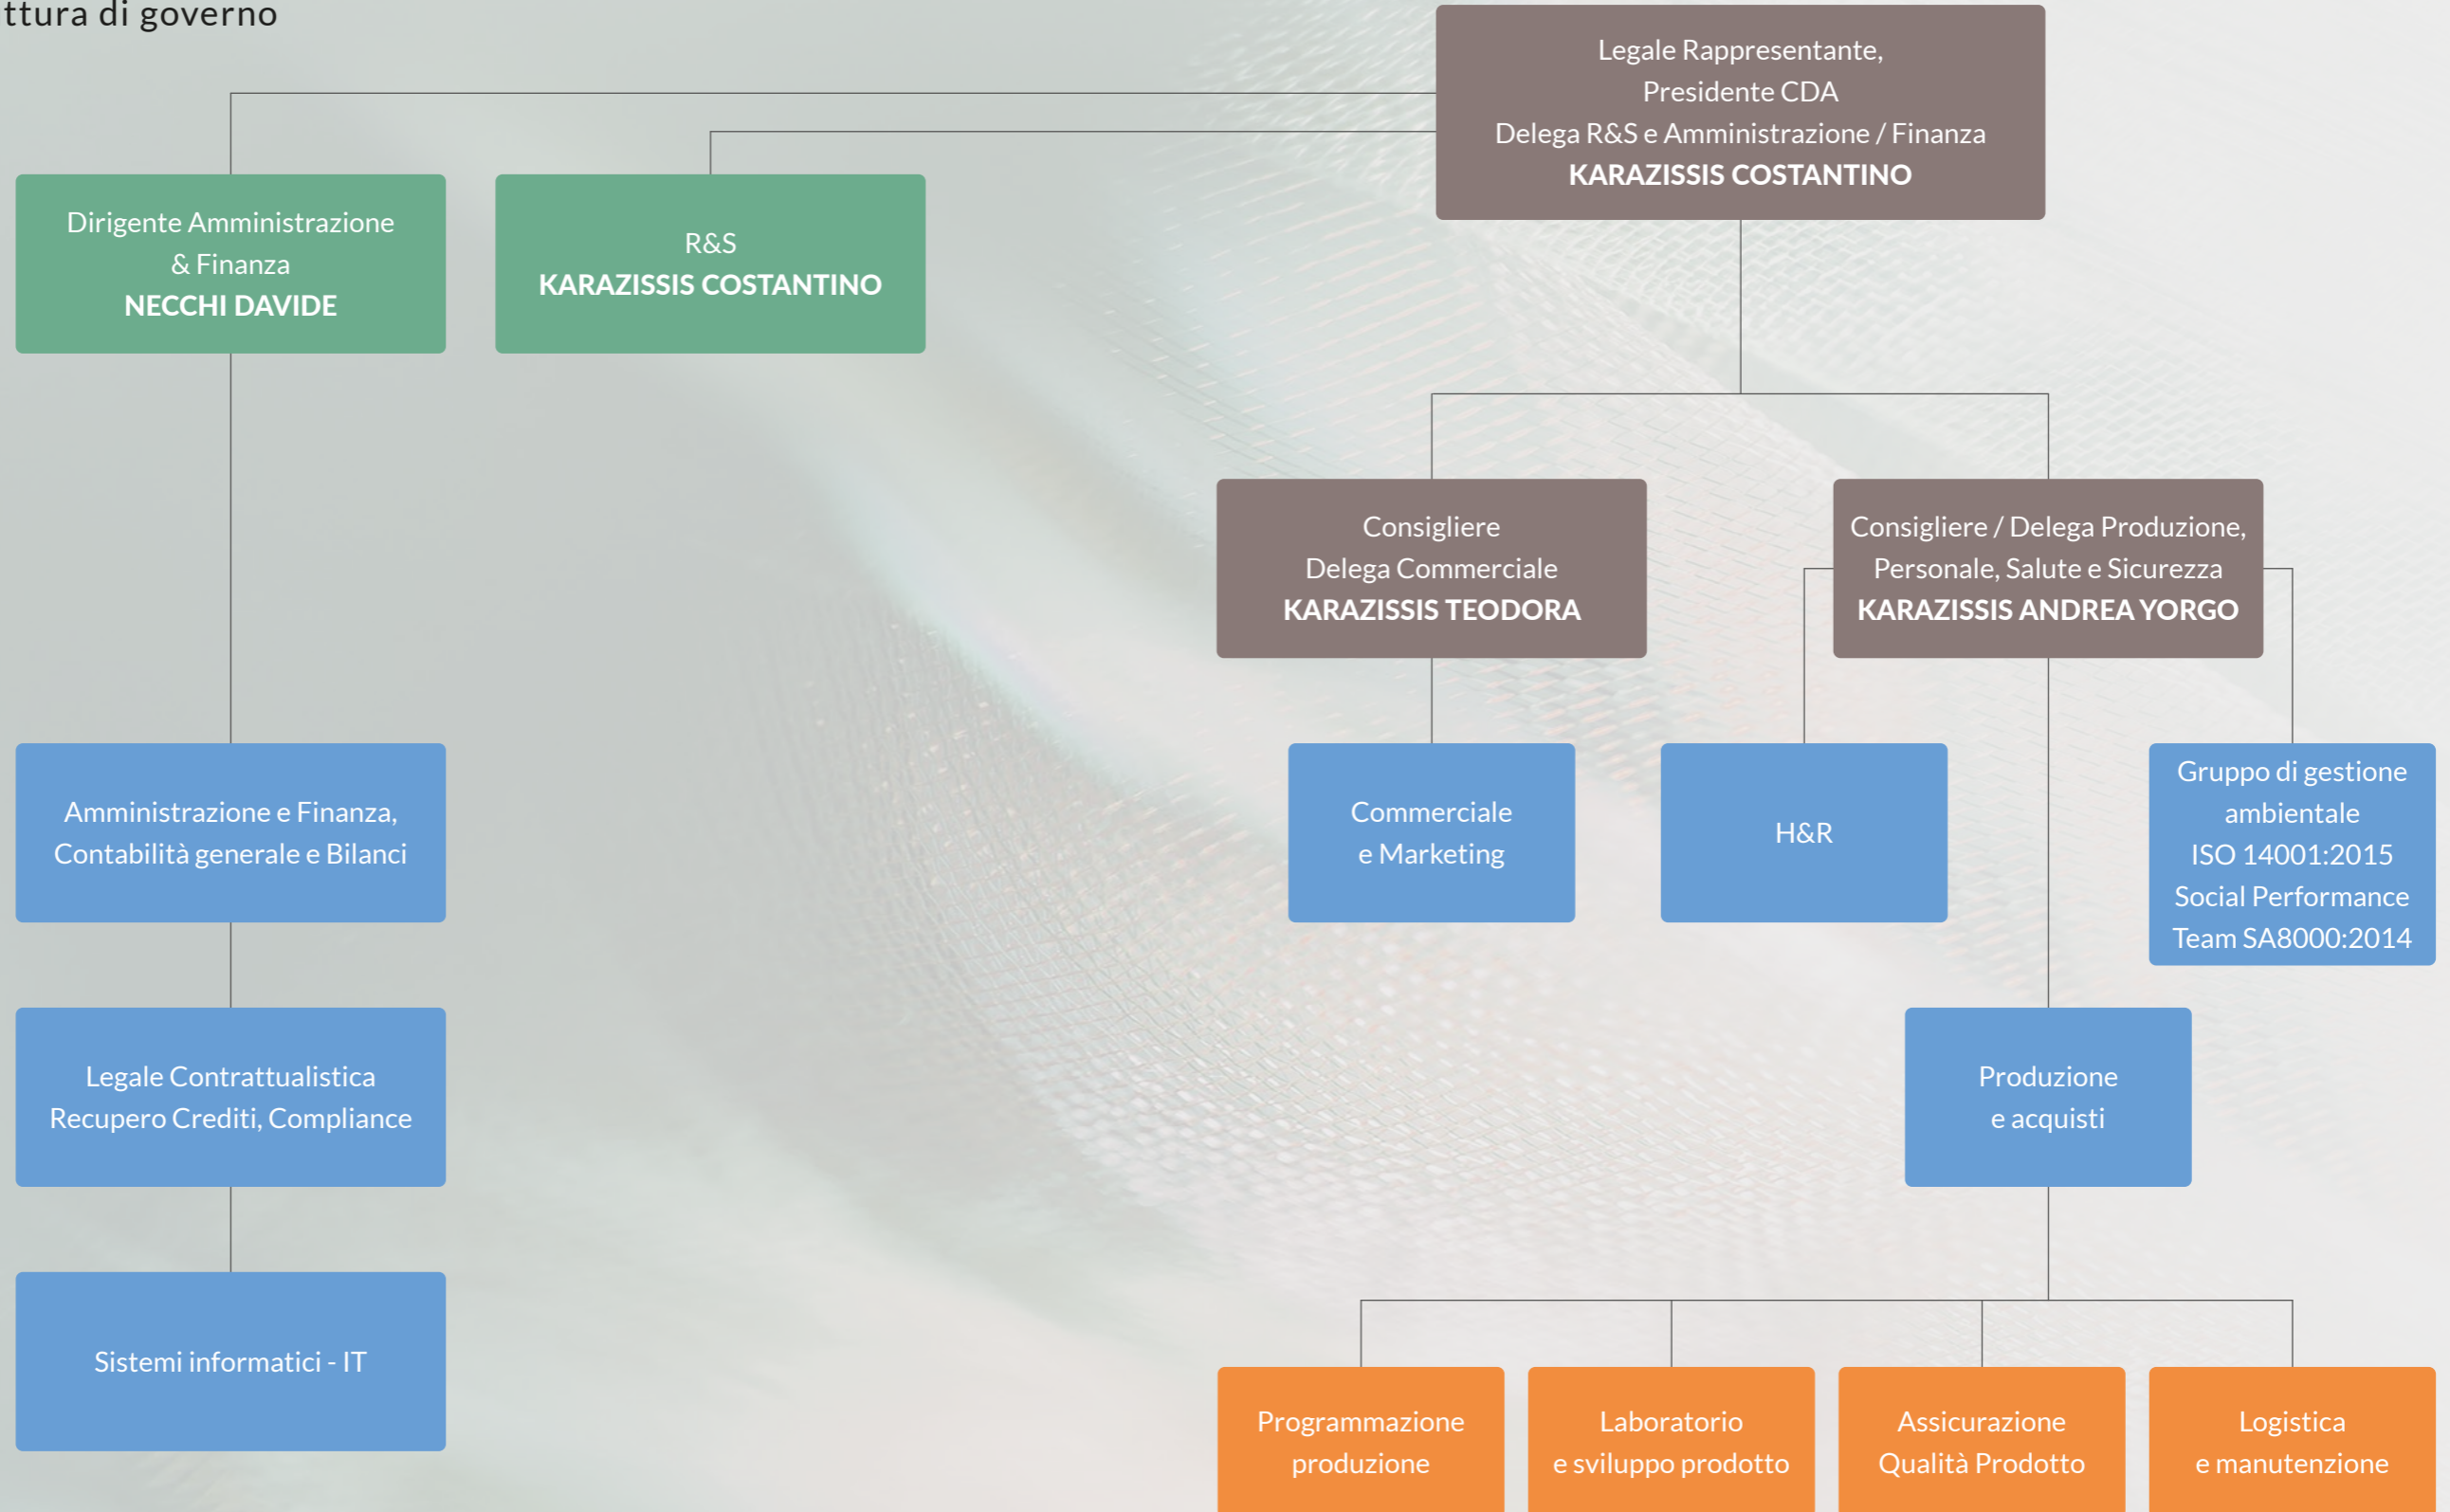 ttura di governo
Legale Rappresentante,
Presidente CDA
Delega R&S e Amministrazione / Finanza
KARAZISSIS COSTANTINO
Dirigente Amministrazione
& Finanza
NECCHI DAVIDE
R&S
KARAZISSIS COSTANTINO
Consigliere
Delega Commerciale
KARAZISSIS TEODORA
Consigliere / Delega Produzione,
Personale, Salute e Sicurezza
KARAZISSIS ANDREA YORGO
Amministrazione e Finanza,
Contabilità generale e Bilanci
Commerciale
e Marketing
H&R
Gruppo di gestione
ambientale
ISO 14001:2015
Social Performance
Team SA8000:2014
Legale Contrattualistica
Recupero Crediti, Compliance
Produzione
e acquisti
Sistemi informatici - IT
Programmazione
produzione
Laboratorio
e sviluppo prodotto
Assicurazione
Qualità Prodotto
Logistica
e manutenzione